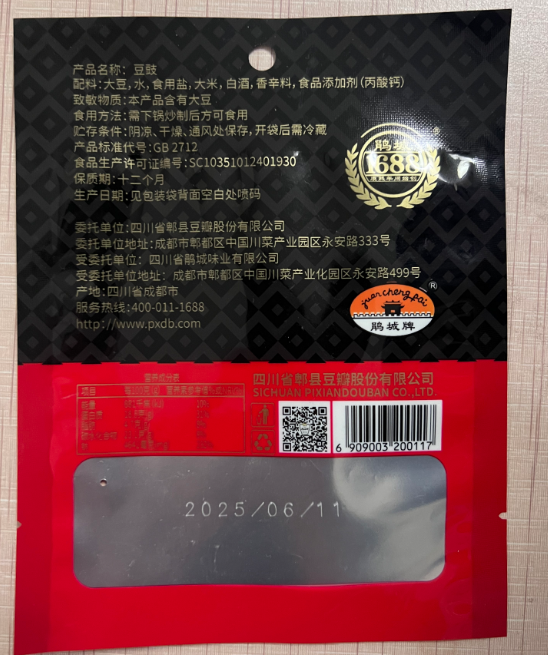 产品名称：豆豉
配料：大豆,水,食用盐,大米,白酒,香辛料,食品添加剂(丙酸钙)
致敏物质：本产品含有大豆
食用方法：需下锅炒制后方可食用
贮存条件：阴凉、干燥、通风处保存,开袋后需冷藏
产品标准代号：GB 2712
食品生产许可证编号：SC10351012401930
保质期：十二个月
生产日期：见包装袋背面空白处喷码
鹃城
1688
®
委托单位：四川省郫县豆瓣股份有限公司
委托单位地址：成都市郫都区中国川菜产业园区永安路333号
受委托单位：四川省鹃城味业有限公司
受委托单位地址：成都市郫都区中国川菜产业化园区永安路499号
产地：四川省成都市
服务热线：400-011-1688
http://www.pxdb.com
juan cheng pai
®
鹃城牌
营养成分表
项目
能量
四川省郫县豆瓣股份有限公司
SICHUAN PIXIANDOUBAN CO.,LTD.
6 909003 200117
2025/06/11